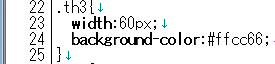 22 .th3{↓
23 width:60px;↓
24 background-color:#ffcc66;
25 }↓